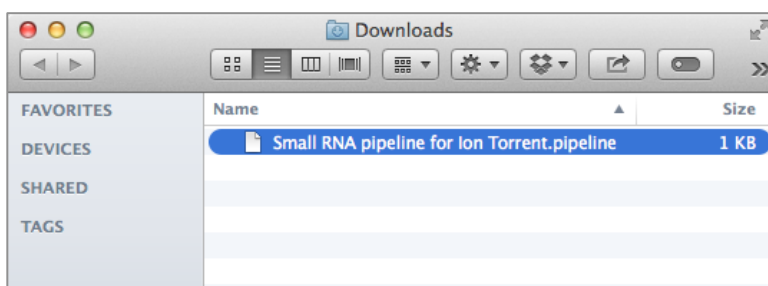 Downloads
FAVORITES
DEVICES
SHARED
TAGS
Name Size
Small RNA pipeline for Ion Torrent.pipeline 1 KB